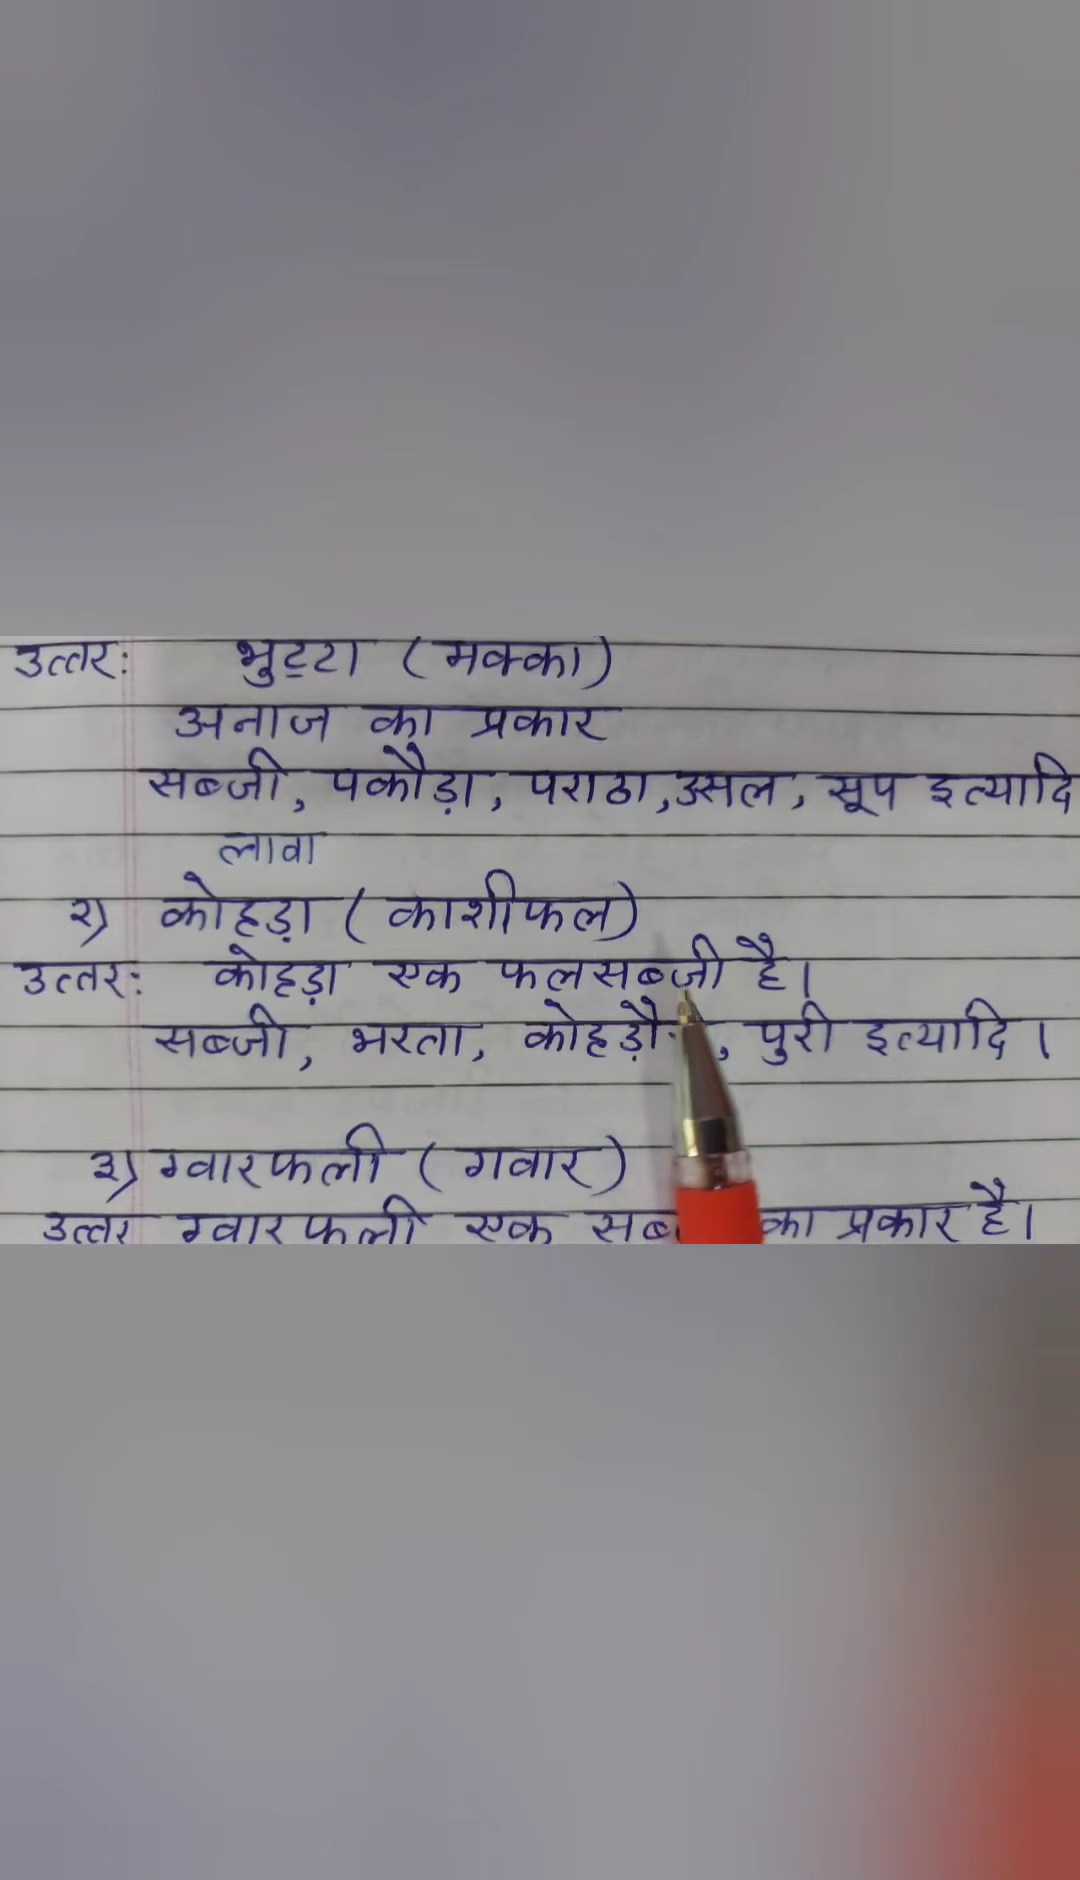 उत्तर: भुट्टा (मक्का)
अनाज का प्रकार
सब्जी, पकौड़ा, पराठा, उसल, सूप इत्यादि
लावा
२) कोहड़ा (काशीफल)
उत्तर: कोहड़ा एक फलसब्जी है।
सब्जी, भरता, पुरी इत्यादि।
३) ग्वारफली (गवार)
उत्तर ग्वारफली एक का प्रकार है।